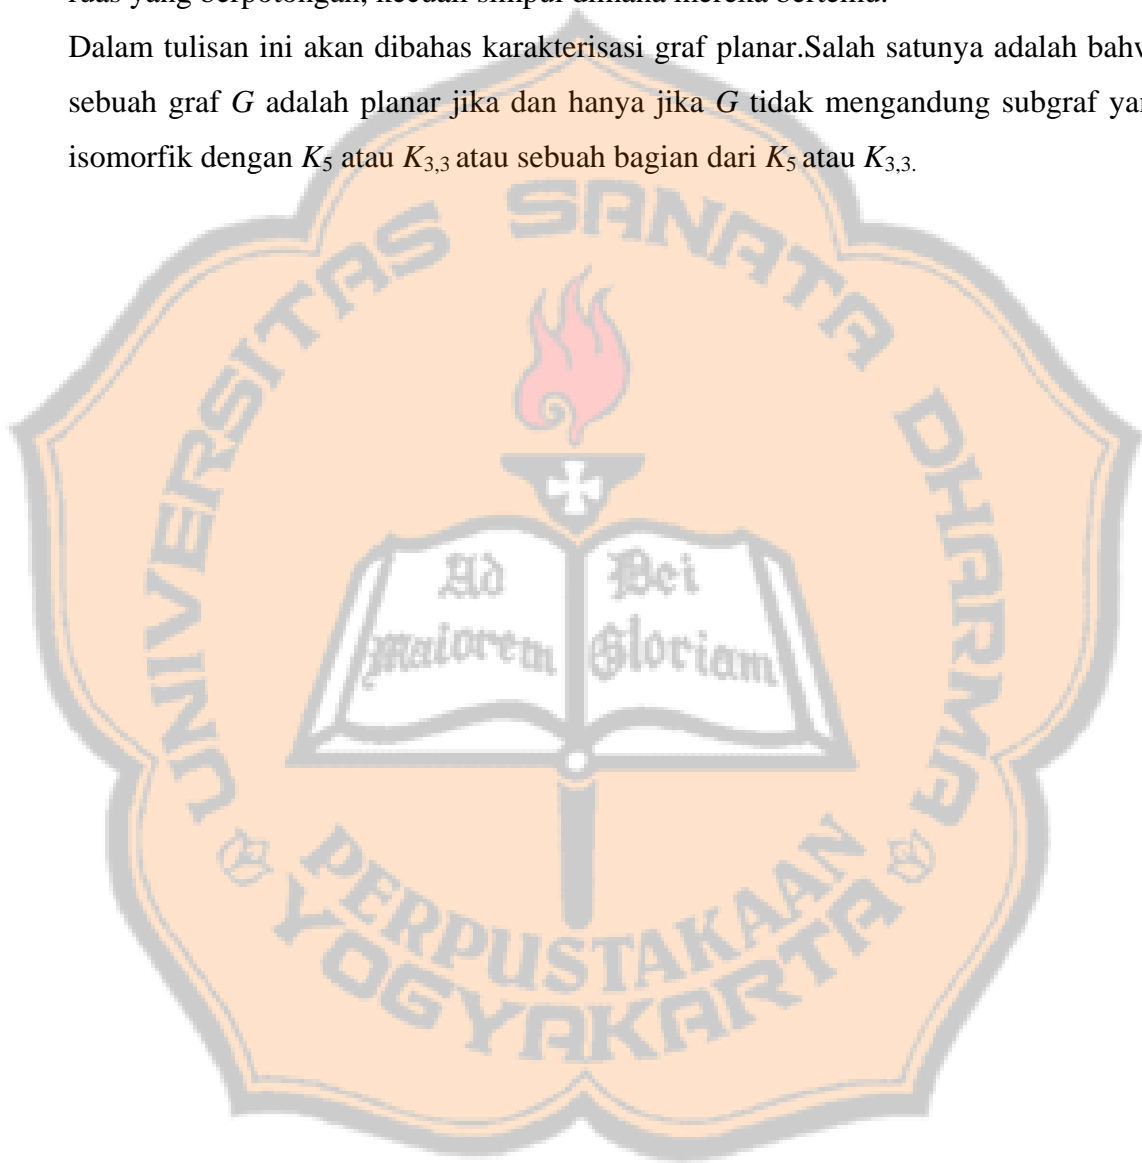 ruas yang berpotongan, kecuali simpul dimana mereka bertemu.
Dalam tulisan ini akan dibahas karakterisasi graf planar.Salah satunya adalah bahw
sebuah graf G adalah planar jika dan hanya jika G tidak mengandung subgraf yan
isomorfik dengan K5 atau K3,3 atau sebuah bagian dari K5 atau K3,3.
UNIVERSITAS SANATA DHARMA
Ad Dei
maiorem Gloriam
PERPUSTAKAAN
YOGYAKARTA